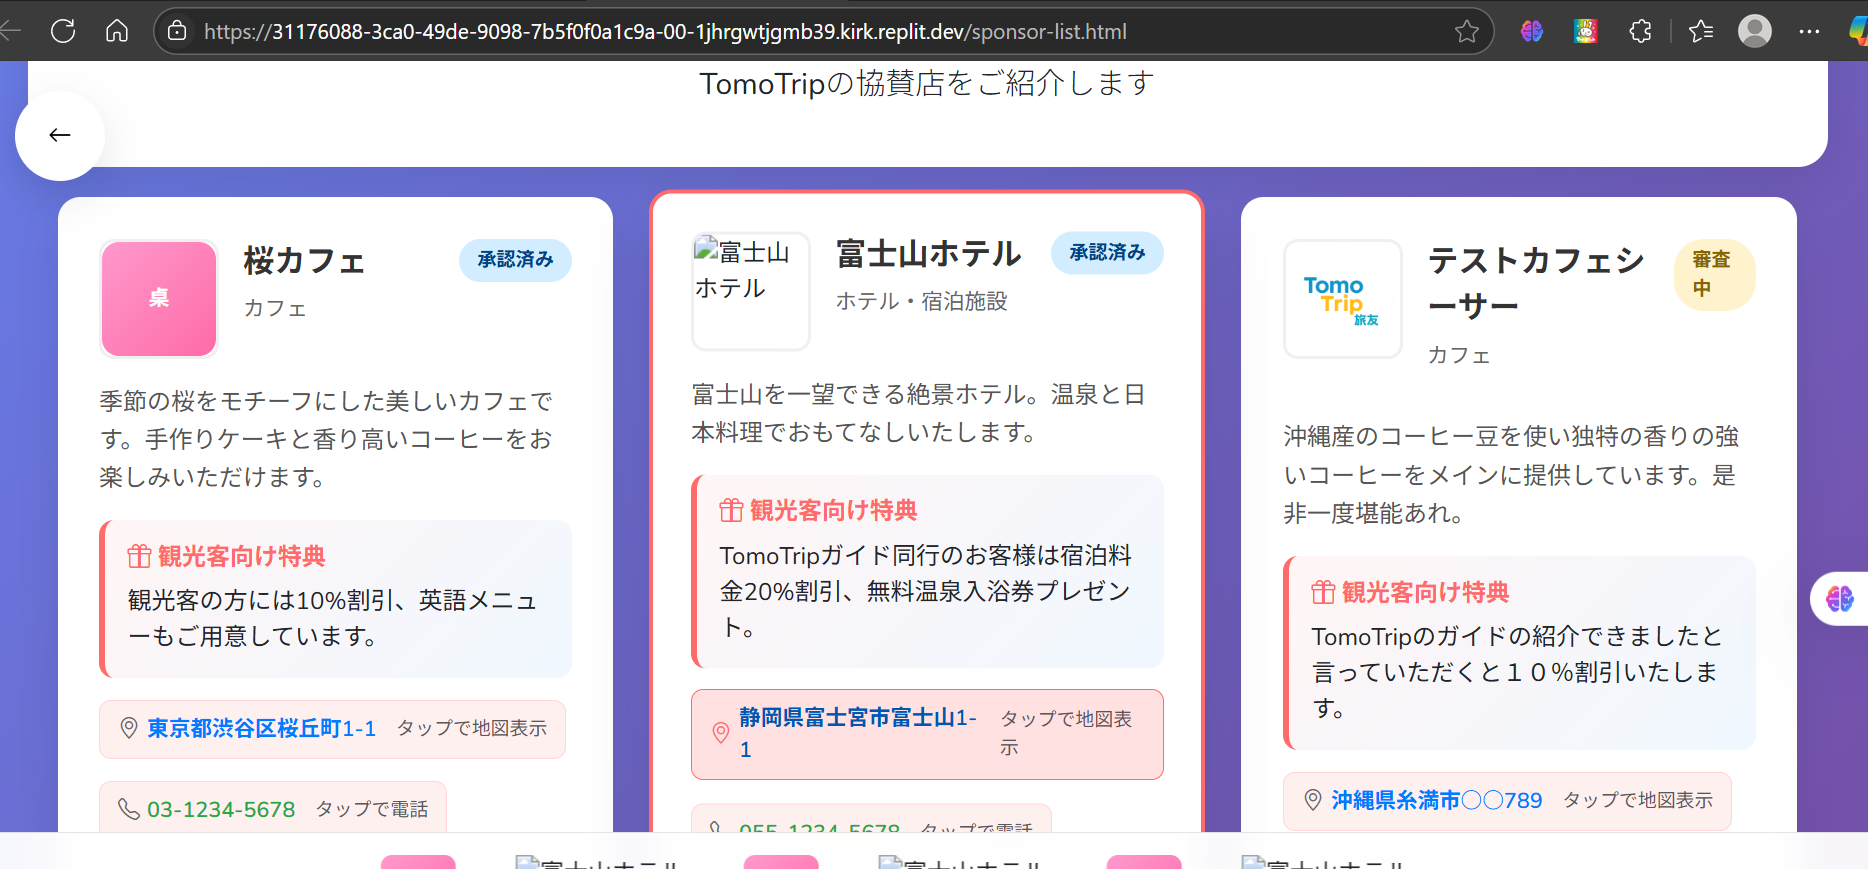 https://31176088-3ca0-49de-9098-7b5f0f0a1c9a-00-1jhrgwtjgmb39.kirk.replit.dev/sponsor-list.html
TomoTripの協賛店をご紹介します
桌
桜カフェ
承認済み
カフェ
季節の桜をモチーフにした美しいカフェで
す。手作りケーキと香り高いコーヒーをお
楽しみいただけます。
観光客向け特典
観光客の方には10%割引、英語メニュ
ーもご用意しています。
東京都渋谷区桜丘町1-1 タップで地図表示
03-1234-5678 タップで電話
富士山
ホテル
富士山ホテル
承認済み
ホテル・宿泊施設
富士山を一望できる絶景ホテル。温泉と日
本料理でおもてなしいたします。
観光客向け特典
TomoTripガイド同行のお客様は宿泊料
金20%割引、無料温泉入浴券プレゼン
ト。
静岡県富士宮市富士山1-
1
タップで地図表
示
055-1234-5678 タップで電話
Tomo
Trip
旅友
テストカフェシ
ーサー
審査
中
カフェ
沖縄産のコーヒー豆を使い独特の香りの強
いコーヒーをメインに提供しています。是
非一度堪能あれ。
観光客向け特典
TomoTripのガイドの紹介できましたと
言っていただくと１０％割引いたしま
す。
沖縄県糸満市○○789 タップで地図表示
富士山ホテル
富士山ホテル
富士山ホテル